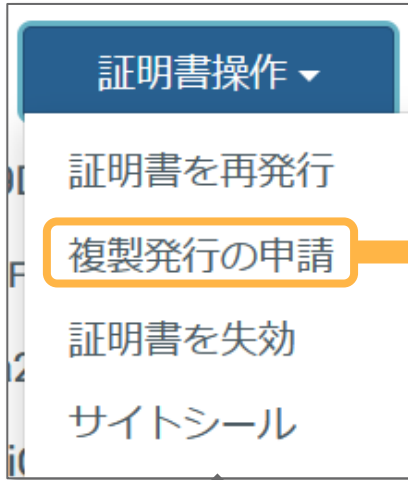 証明書操作
証明書を再発行
複製発行の申請
証明書を失効
サイトシール